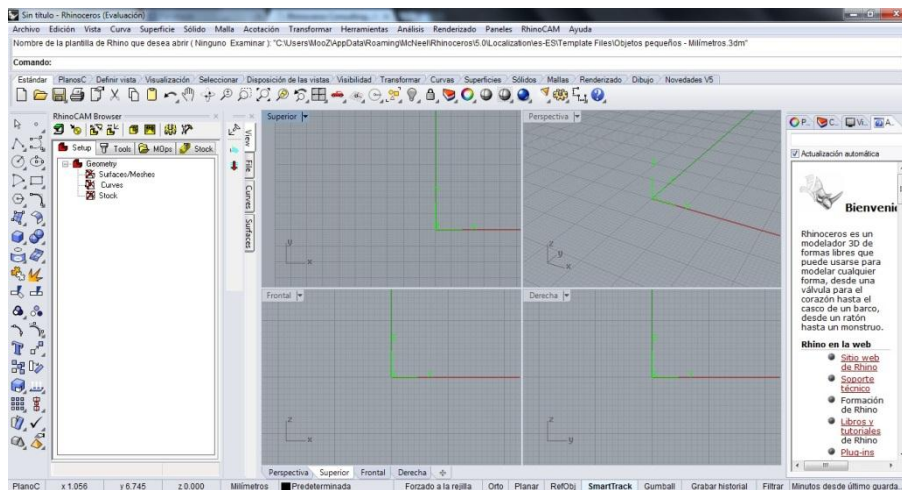 Sin título - Rhinoceros (Evaluación)
Archivo Edición Vista Curva Superficie Sólido Malla Acotación Transformar Herramientas Análisis Renderizado Paneles RhinoCAM Ayuda
Nombre de la plantilla de Rhino que desea abrir ( Ninguno Examinar ): "C:\Users\MooZ\AppData\Roaming\McNeel\Rhinoceros\5.0\Localization\es-ES\Template Files\Objetos pequeños - Milímetros.3dm"
Comando:
Estándar PlanosC Definir vista Visualización Seleccionar Disposición de las vistas Visibilidad Transformar Curvas Superficies Sólidos Mallas Renderizado Dibujo Novedades V5
RhinoCAM Browser
Setup Tools MOps Stock
Geometry
Surfaces/Meshes
Curves
Stock
View
File
Curves
Surfaces
Superior
y
x
Perspectiva
z
y
x
Frontal
z
x
Derecha
z
y
Perspectiva Superior Frontal Derecha
P... C... Vi... A...
Actualización automática
Bienveni
Rhinoceros es un
modelador 3D de
formas libres que
puede usarse para
modelar cualquier
forma, desde una
válvula para el
corazón hasta el
casco de un barco,
desde un ratón
hasta un monstruo.
Rhino en la web
Sitio web
de Rhino
Soporte
técnico
Formación
de Rhino
Libros y
tutoriales
de Rhino
Plug-ins
PlanoC x 1.056 y 6.745 z 0.000 Milímetros Predeterminada Forzado a la rejilla Orto Planar RefObj SmartTrack Gumball Grabar historial Filtrar Minutos desde último guarda..